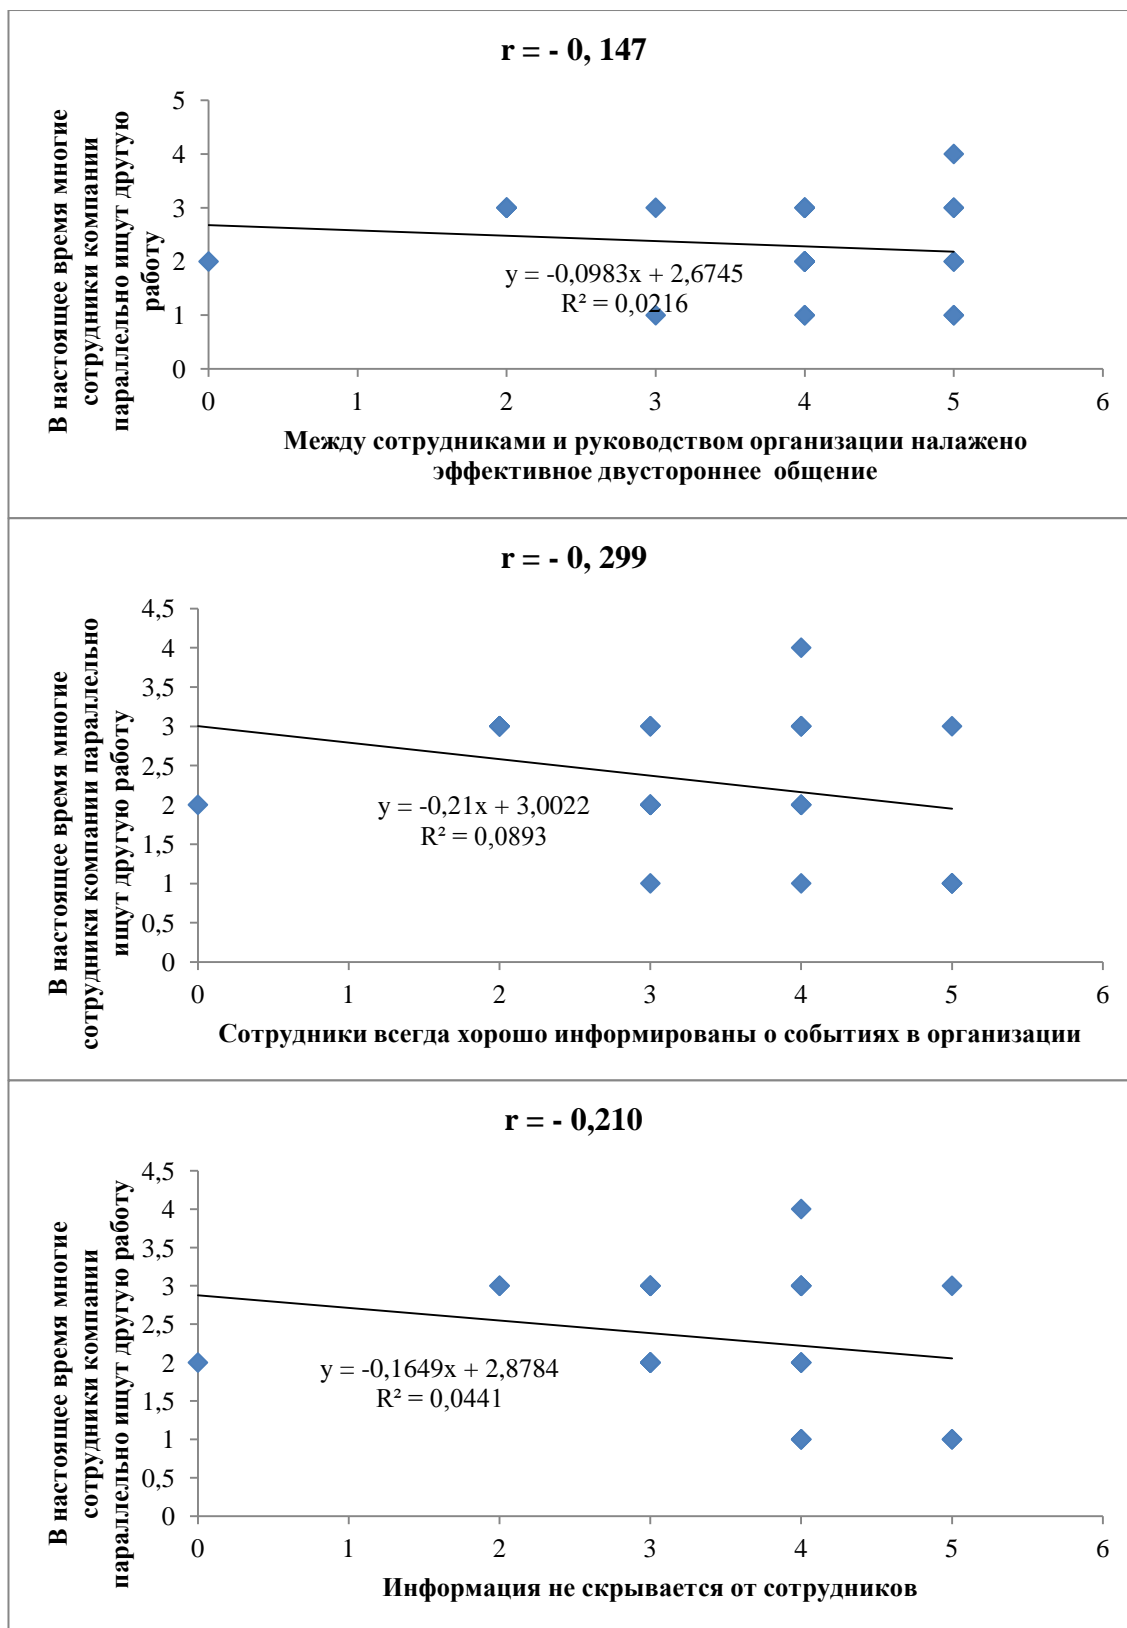 r = - 0, 147
В настоящее время многие
сотрудники компании
параллельно ищут другую
работу
5
4
3
2
1
0
y = -0,0983x + 2,6745
R² = 0,0216
0 1 2 3 4 5 6
Между сотрудниками и руководством организации налажено
эффективное двустороннее общение
r = - 0, 299
В настоящее время многие
сотрудники компании параллельно
ищут другую работу
4,5
4
3,5
3
2,5
2
1,5
1
0,5
0
y = -0,21x + 3,0022
R² = 0,0893
0 1 2 3 4 5 6
Сотрудники всегда хорошо информированы о событиях в организации
r = - 0,210
В настоящее время многие
сотрудники компании
параллельно ищут другую работу
4,5
4
3,5
3
2,5
2
1,5
1
0,5
0
y = -0,1649x + 2,8784
R² = 0,0441
0 1 2 3 4 5 6
Информация не скрывается от сотрудников